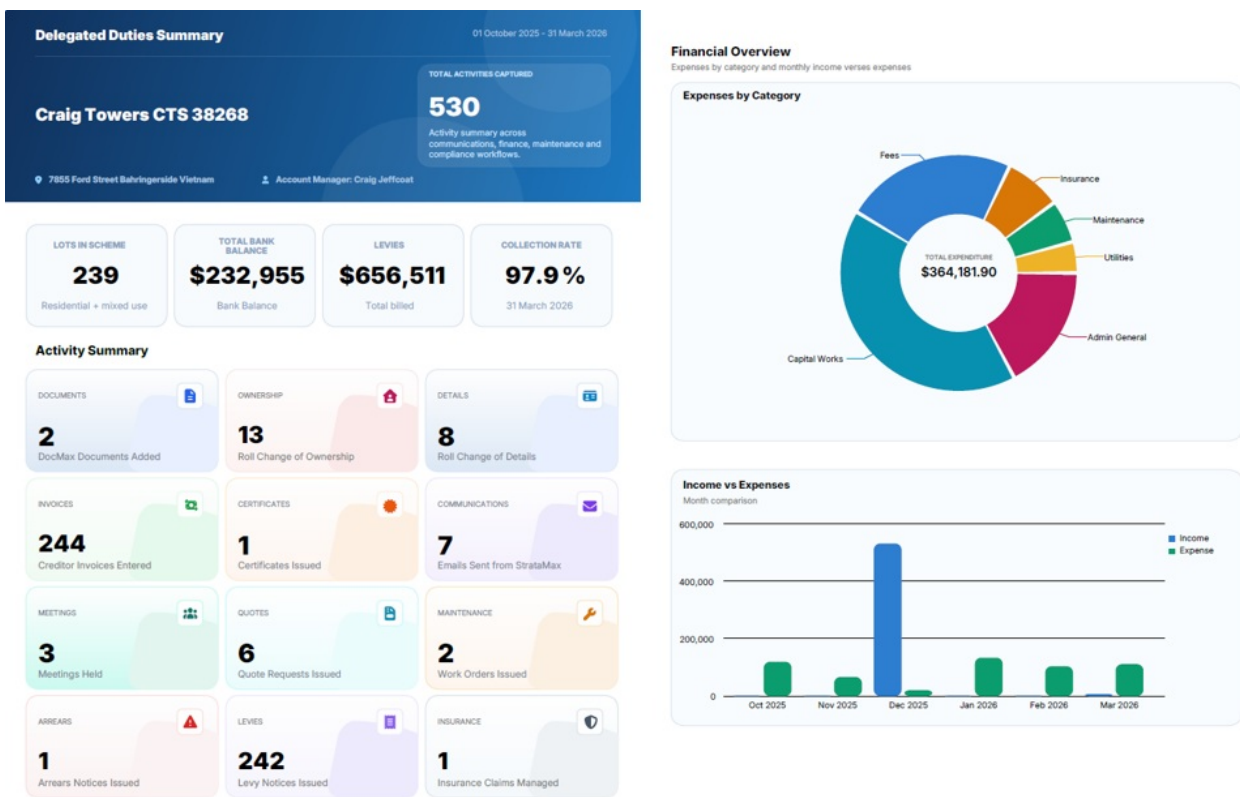 Delegated Duties Summary
01 October 2025 - 31 March 2026
TOTAL ACTIVITIES CAPTURED
530
Activity summary across
communications, finance, maintenance and
compliance workflows.
Craig Towers CTS 38268
7855 Ford Street Bahringerside Vietnam
Account Manager: Craig Jeffcoat
LOTS IN SCHEME
239
Residential + mixed use
TOTAL BANK
BALANCE
$232,955
Bank Balance
LEVIES
$656,511
Total billed
COLLECTION RATE
97.9%
31 March 2026
Activity Summary
DOCUMENTS
2
DocMax Documents Added
OWNERSHIP
13
Roll Change of Ownership
DETAILS
8
Roll Change of Details
INVOICES
244
Creditor Invoices Entered
CERTIFICATES
1
Certificates Issued
COMMUNICATIONS
7
Emails Sent from StrataMax
MEETINGS
3
Meetings Held
QUOTES
6
Quote Requests Issued
MAINTENANCE
2
Work Orders Issued
ARREARS
1
Arrears Notices Issued
LEVIES
242
Levy Notices Issued
INSURANCE
1
Insurance Claims Managed
Financial Overview
Expenses by category and monthly income verses expenses
Expenses by Category
Fees
Insurance
Maintenance
Utilities
Admin General
Capital Works
TOTAL EXPENDITURE
$364,181.90
Income vs Expenses
Month comparison
600,000
400,000
200,000
0
Oct 2025
Nov 2025
Dec 2025
Jan 2026
Feb 2026
Mar 2026
Income
Expense